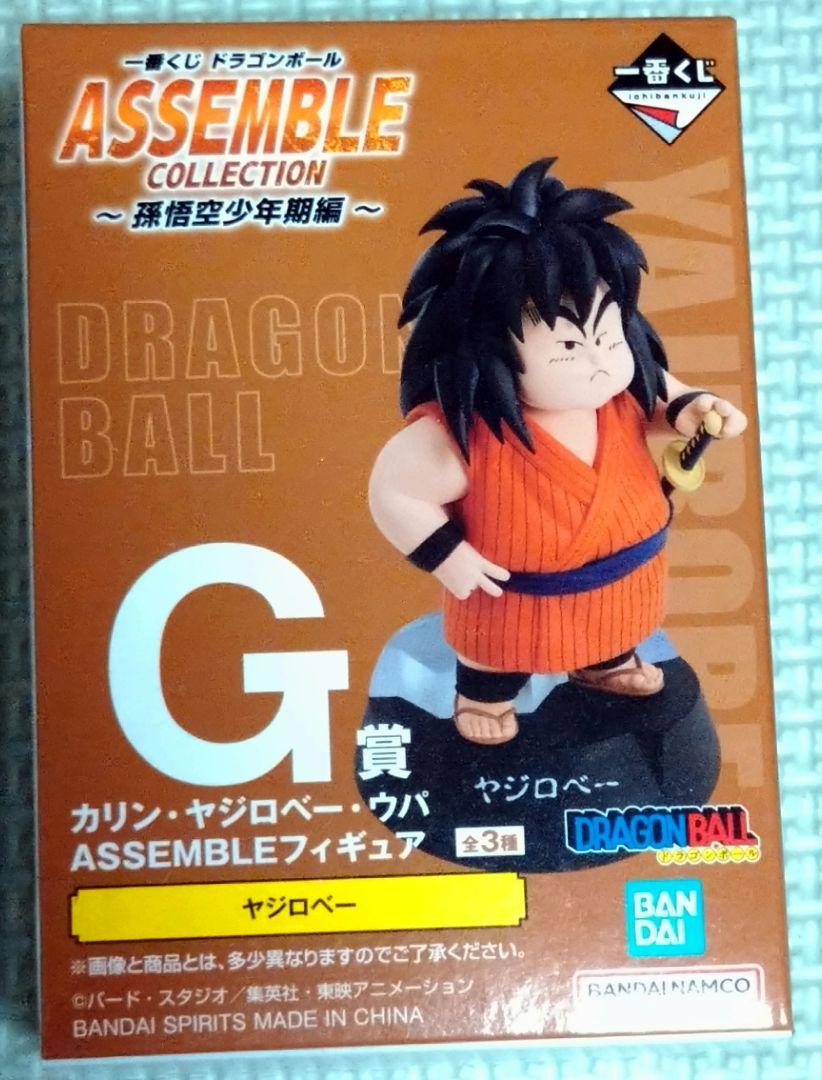 一番くじ ドラゴンボール
ASSEMBLE
COLLECTION
～ 孫悟空少年期編 ～
一番くじ
ichibankuji
YAJIROBE
DRAGON
BALL
G賞
カリン・ヤジロベー・ウパ
ASSEMBLEフィギュア 全3種
ヤジロベー
ヤジロベー
DRAGONBALL
ドラゴンボール
BAN
DAI
※画像と商品とは、多少異なりますのでご了承ください。
©バード・スタジオ／集英社・東映アニメーション
BANDAI SPIRITS MADE IN CHINA
BANDAI NAMCO